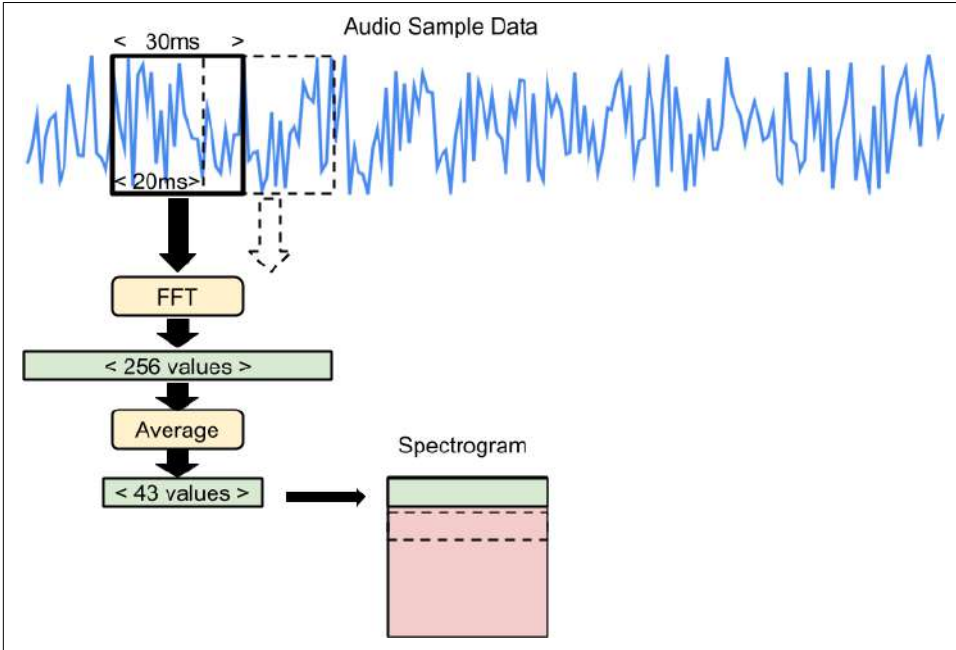 Audio Sample Data
< 30ms >
< 20ms>
FFT
< 256 values >
Average
Spectrogram
< 43 values >